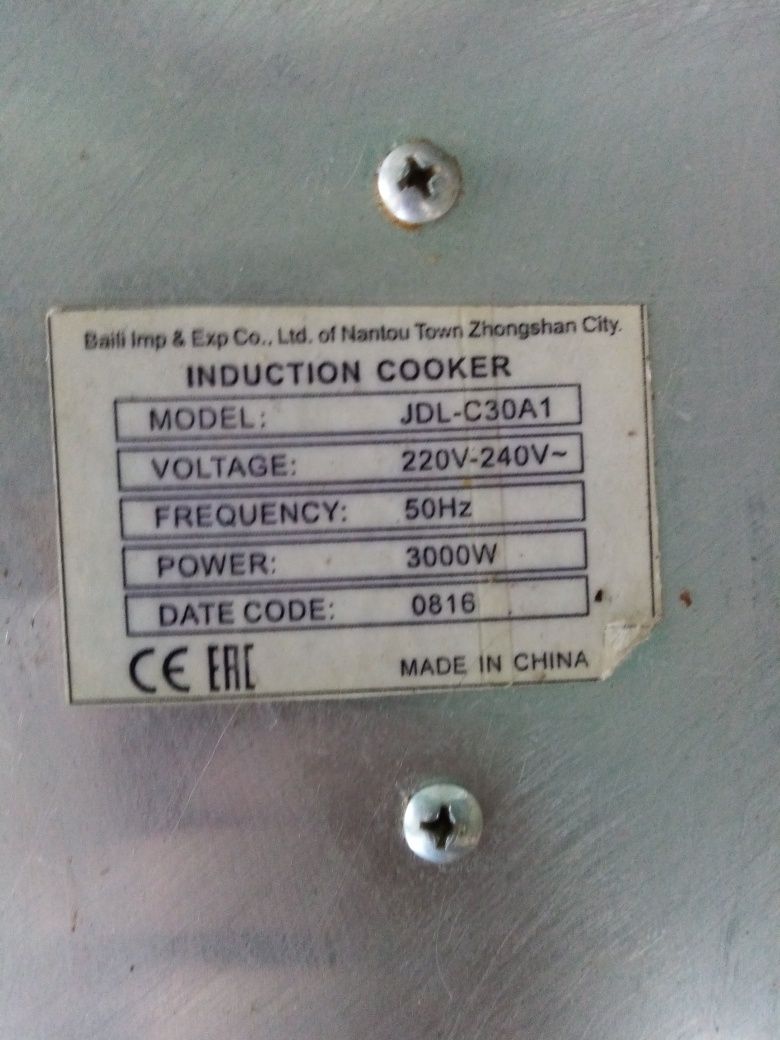 Baili Imp & Exp Co., Ltd. of Nantou Town Zhongshan City.
INDUCTION COOKER
MODEL: JDL-C30A1
VOLTAGE: 220V-240V~
FREQUENCY: 50Hz
POWER: 3000W
DATE CODE: 0816
CE EAC MADE IN CHINA